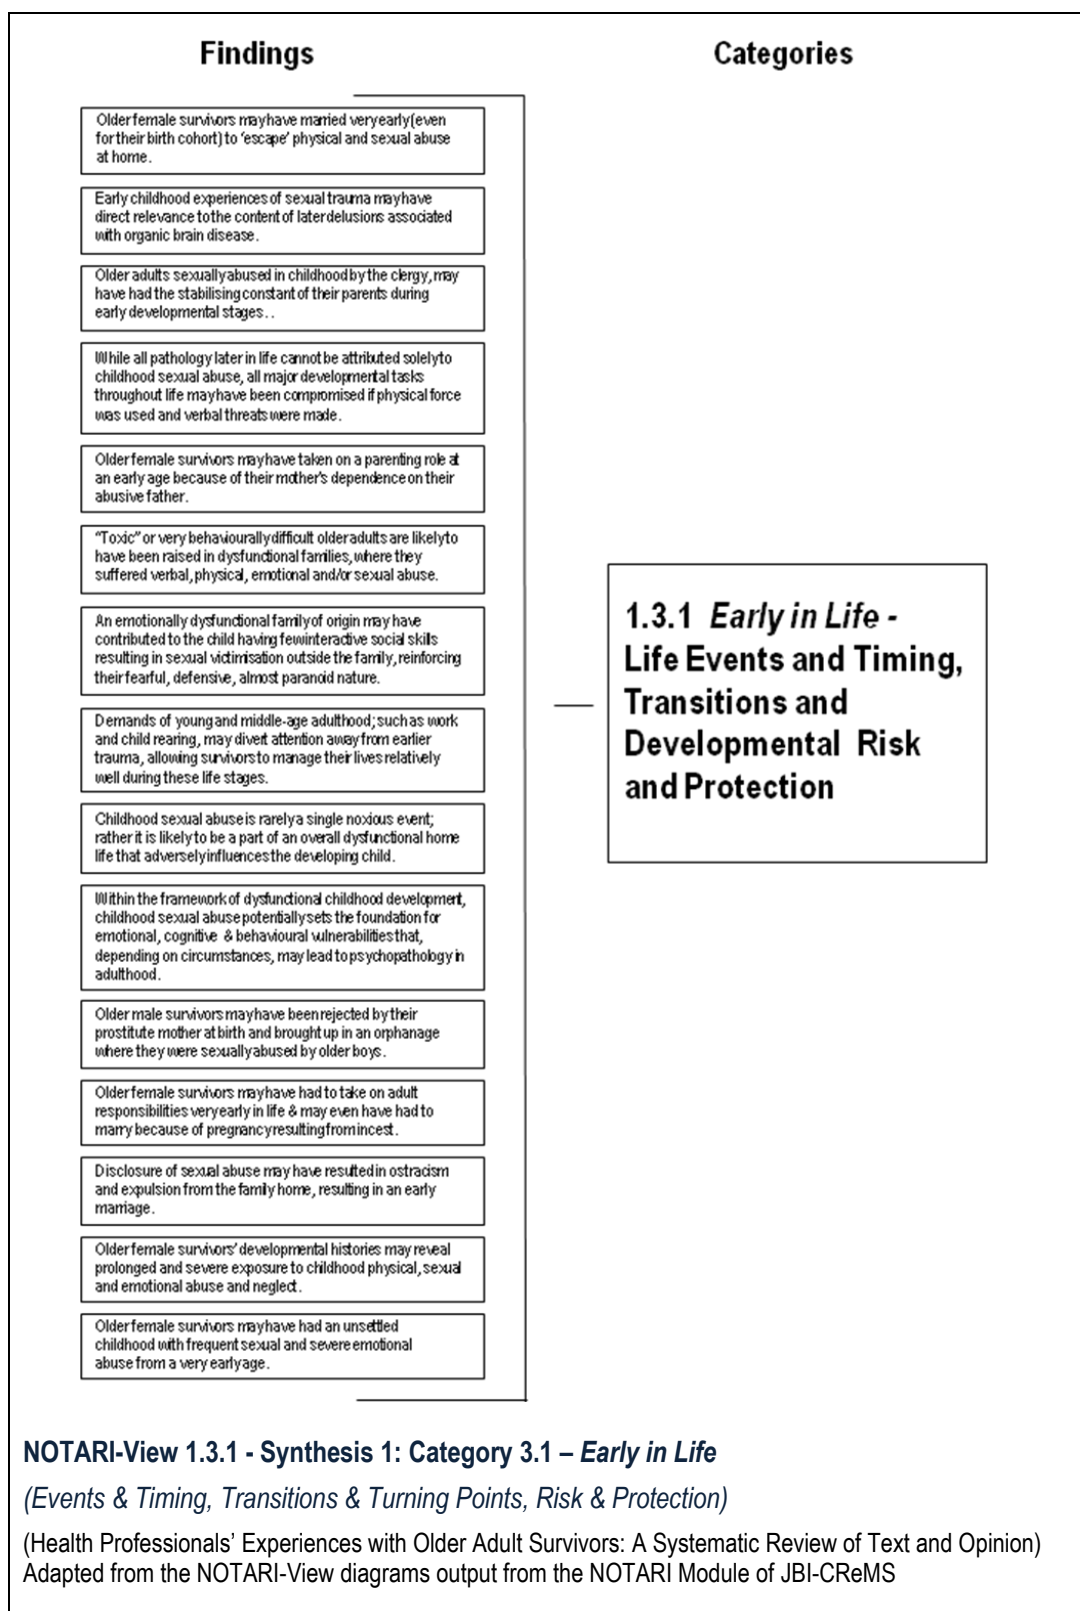 Findings
Categories
Older female survivors may have married very early (even
for their birth cohort) to 'escape' physical and sexual abuse
at home.
Early childhood experiences of sexual trauma may have
direct relevance to the content of later delusions associated
with organic brain disease.
Older adults sexually abused in childhood by the clergy, may
have had the stabilising constant of their parents during
early developmental stages. .
While all pathology later in life cannot be attributed solely to
childhood sexual abuse, all major developmental tasks
throughout life may have been compromised if physical force
was used and verbal threats were made.
Older female survivors may have taken on a parenting role at
an early age because of their mother's dependence on their
abusive father.
"Toxic" or very behaviourally difficult older adults are likely to
have been raised in dysfunctional families, where they
suffered verbal, physical, emotional and/or sexual abuse.
An emotionally dysfunctional family of origin may have
contributed to the child having few interactive social skills
resulting in sexual victimisation outside the family, reinforcing
their fearful, defensive, almost paranoid nature.
Demands of young and middle-age adulthood; such as work
and child rearing, may divert attention away from earlier
trauma, allowing survivors to manage their lives relatively
well during these life stages.
Childhood sexual abuse is rarely a single noxious event;
rather it is likely to be a part of an overall dysfunctional home
life that adversely influences the developing child.
Within the framework of dysfunctional childhood development,
childhood sexual abuse potentially sets the foundation for
emotional, cognitive & behavioural vulnerabilities that,
depending on circumstances, may lead to psychopathology in
adulthood.
Older male survivors may have been rejected by their
prostitute mother at birth and brought up in an orphanage
where they were sexually abused by older boys.
Older female survivors may have had to take on adult
responsibilities very early in life & may even have had to
marry because of pregnancy resulting from incest.
Disclosure of sexual abuse may have resulted in ostracism
and expulsion from the family home, resulting in an early
marriage.
Older female survivors' developmental histories may reveal
prolonged and severe exposure to childhood physical, sexual
and emotional abuse and neglect.
Older female survivors may have had an unsettled
childhood with frequent sexual and severe emotional
abuse from a very early age.
1.3.1 Early in Life -
Life Events and Timing,
Transitions and
Developmental Risk
and Protection
NOTARI-View 1.3.1 - Synthesis 1: Category 3.1 – Early in Life
(Events & Timing, Transitions & Turning Points, Risk & Protection)
(Health Professionals' Experiences with Older Adult Survivors: A Systematic Review of Text and Opinion)
Adapted from the NOTARI-View diagrams output from the NOTARI Module of JBI-CReMS